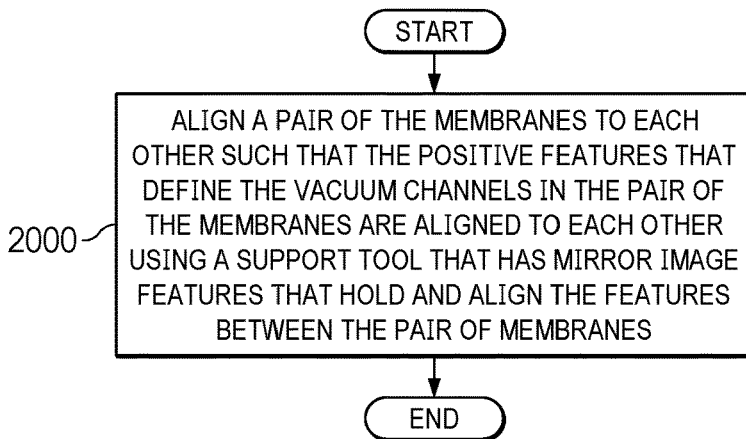 START
ALIGN A PAIR OF THE MEMBRANES TO EACH
OTHER SUCH THAT THE POSITIVE FEATURES THAT
DEFINE THE VACUUM CHANNELS IN THE PAIR OF
THE MEMBRANES ARE ALIGNED TO EACH OTHER
USING A SUPPORT TOOL THAT HAS MIRROR IMAGE
FEATURES THAT HOLD AND ALIGN THE FEATURES
BETWEEN THE PAIR OF MEMBRANES
2000
END